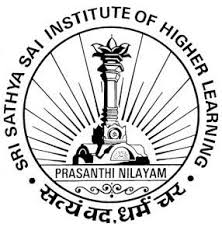 SRI SATHYA SAI INSTITUTE OF HIGHER LEARNING
PRASANTHI NILAYAM
• सत्यं वद, धर्मं चर •